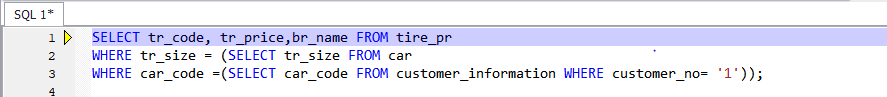 SQL 1*
1 SELECT tr_code, tr_price,br_name FROM tire_pr
2 WHERE tr_size = (SELECT tr_size FROM car
3 WHERE car_code =(SELECT car_code FROM customer_information WHERE customer_no= '1'));
4